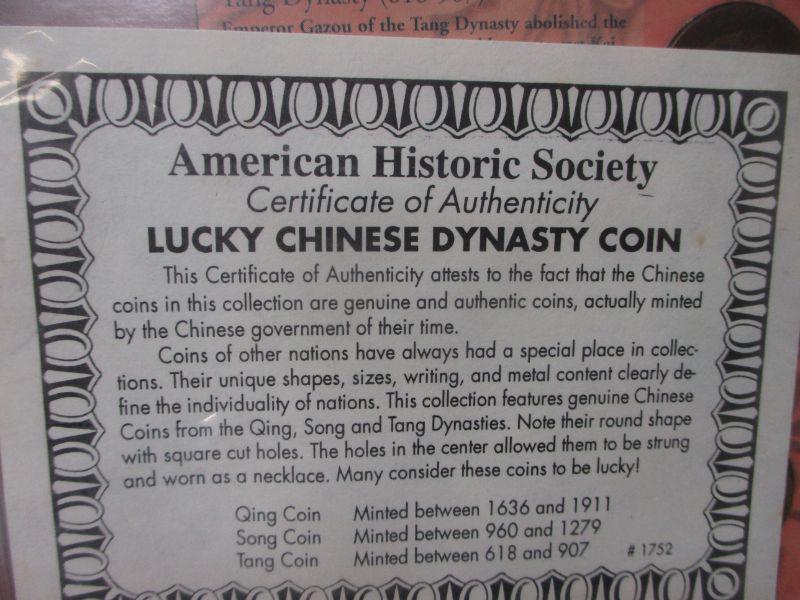 Tang Dynasty (618-907)
Emperor Gazou of the Tang Dynasty abolished the
American Historic Society
Certificate of Authenticity
LUCKY CHINESE DYNASTY COIN
This Certificate of Authenticity attests to the fact that the Chinese
coins in this collection are genuine and authentic coins, actually minted
by the Chinese government of their time.
Coins of other nations have always had a special place in collec-
tions. Their unique shapes, sizes, writing, and metal content clearly de-
fine the individuality of nations. This collection features genuine Chinese
Coins from the Qing, Song and Tang Dynasties. Note their round shape
with square cut holes. The holes in the center allowed them to be strung
and worn as a necklace. Many consider these coins to be lucky!
Qing Coin Minted between 1636 and 1911
Song Coin Minted between 960 and 1279
Tang Coin Minted between 618 and 907 # 1752